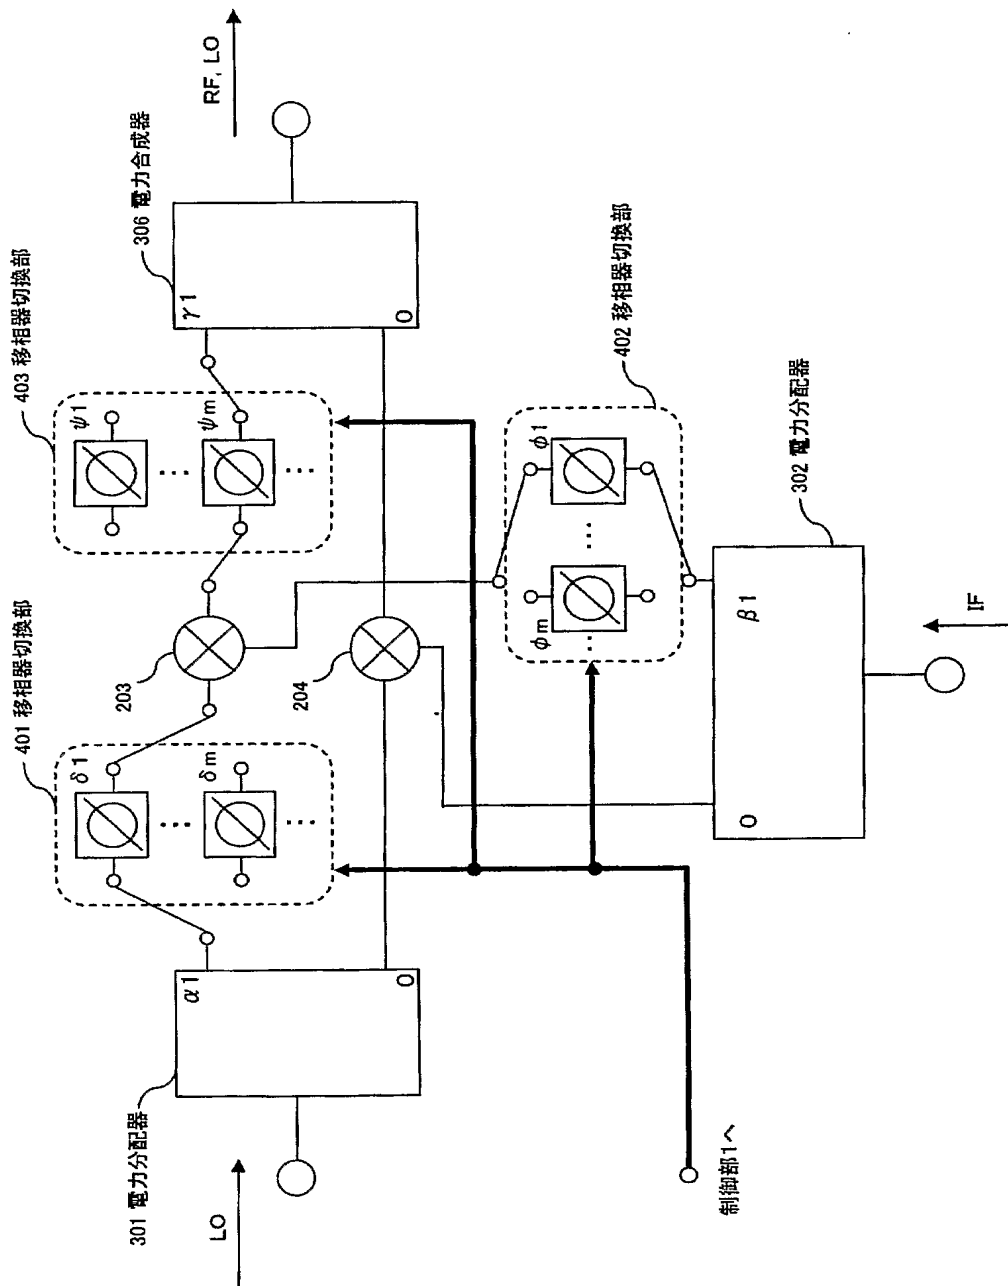 LO
301 電力分配器
α1
0
401 移相器切換部
δ1
δm
203
204
403 移相器切換部
ψ1
ψm
306 電力合成器
γ1
0
RF, LO
402 移相器切換部
φ1
φm
302 電力分配器
β1
0
IF
制御部1へ